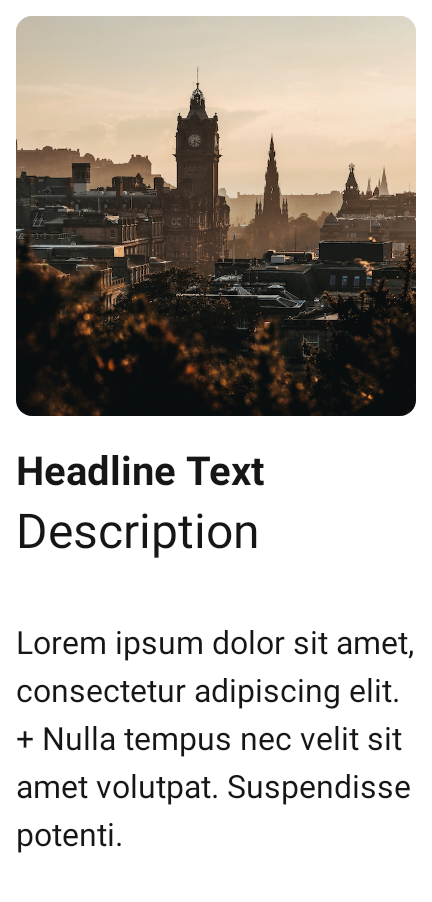 Headline Text
Description
Lorem ipsum dolor sit amet,
consectetur adipiscing elit.
+ Nulla tempus nec velit sit
amet volutpat. Suspendisse
potenti.